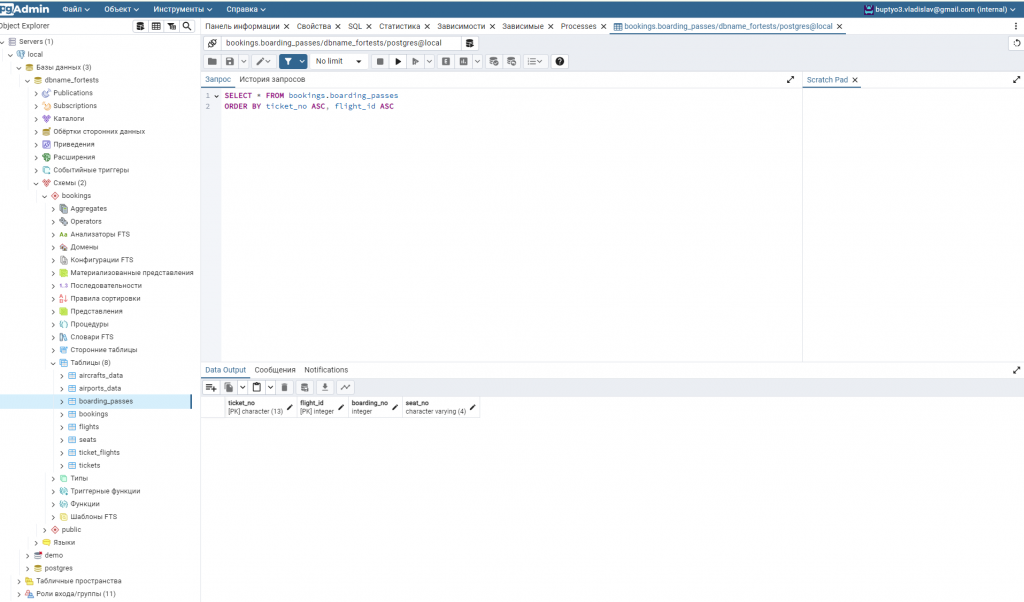 pgAdmin Файл Объект Инструменты Справка buptyo3.vladislav@gmail.com (internal)
Object Explorer
Панель информации Свойства SQL Статистика Зависимости Зависимые Processes bookings.boarding_passes/dbname_fortests/postgres@local
bookings.boarding_passes/dbname_fortests/postgres@local
No limit
Запрос История запросов
Scratch Pad
1 SELECT * FROM bookings.boarding_passes
2 ORDER BY ticket_no ASC, flight_id ASC
Servers (1)
local
Базы данных (3)
dbname_fortests
Publications
Subscriptions
Каталоги
Обёртки сторонних данных
Приведения
Расширения
Событийные триггеры
Схемы (2)
bookings
Aggregates
Operators
Анализаторы FTS
Домены
Конфигурации FTS
Материализованные представления
Последовательности
Правила сортировки
Представления
Процедуры
Словари FTS
Сторонние таблицы
Таблицы (8)
aircrafts_data
airports_data
boarding_passes
bookings
flights
seats
ticket_flights
tickets
Типы
Триггерные функции
Функции
Шаблоны FTS
public
Языки
demo
postgres
Табличные пространства
Роли входа/группы (11)
Data Output Сообщения Notifications
ticket_no flight_id boarding_no seat_no
[PK] character (13) [PK] integer integer character varying (4)